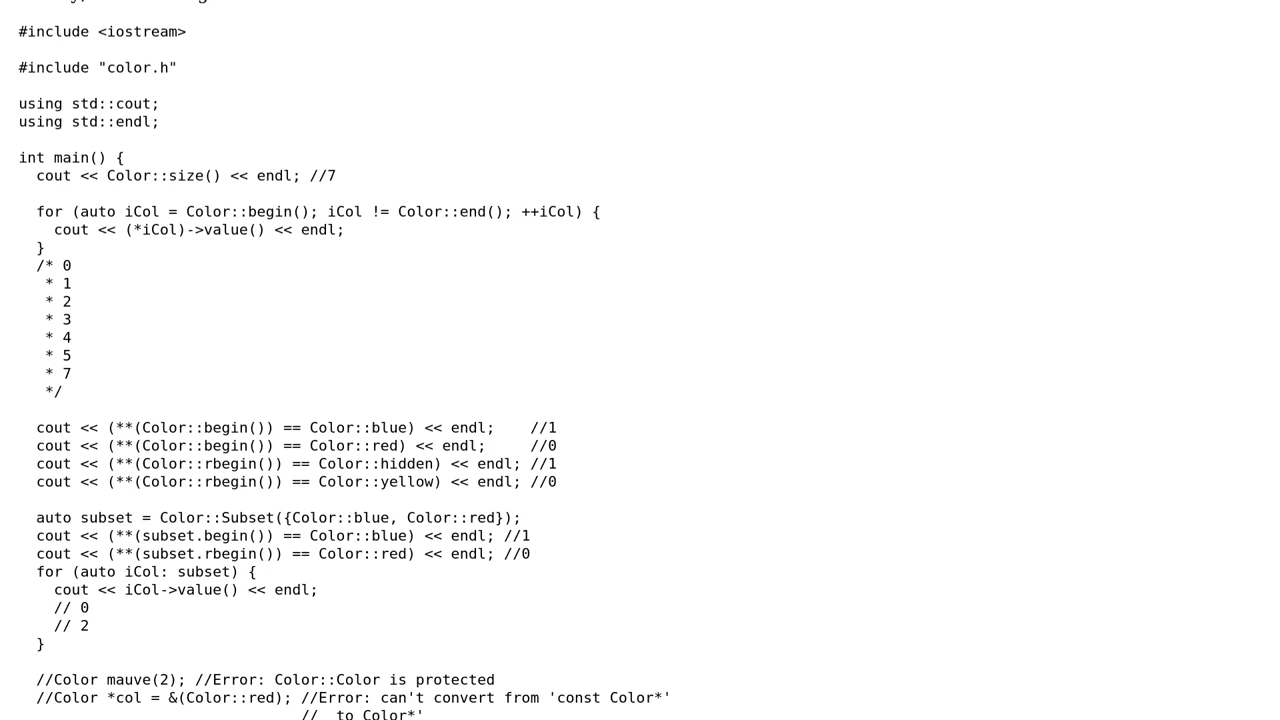 #include <iostream>
#include "color.h"
using std::cout;
using std::endl;
int main() {
  cout << Color::size() << endl; //7
  for (auto iCol = Color::begin(); iCol != Color::end(); ++iCol) {
    cout << (*iCol)->value() << endl;
  }
  /* 0
   * 1
   * 2
   * 3
   * 4
   * 5
   * 7
   */
  cout << (**(Color::begin()) == Color::blue) << endl;    //1
  cout << (**(Color::begin()) == Color::red) << endl;     //0
  cout << (**(Color::rbegin()) == Color::hidden) << endl; //1
  cout << (**(Color::rbegin()) == Color::yellow) << endl; //0
  auto subset = Color::Subset({Color::blue, Color::red});
  cout << (**(subset.begin()) == Color::blue) << endl; //1
  cout << (**(subset.rbegin()) == Color::red) << endl; //0
  for (auto iCol: subset) {
    cout << iCol->value() << endl;
    // 0
    // 2
  }
  //Color mauve(2); //Error: Color::Color is protected
  //Color *col = &(Color::red); //Error: can't convert from 'const Color*'
                                //  to Color*'